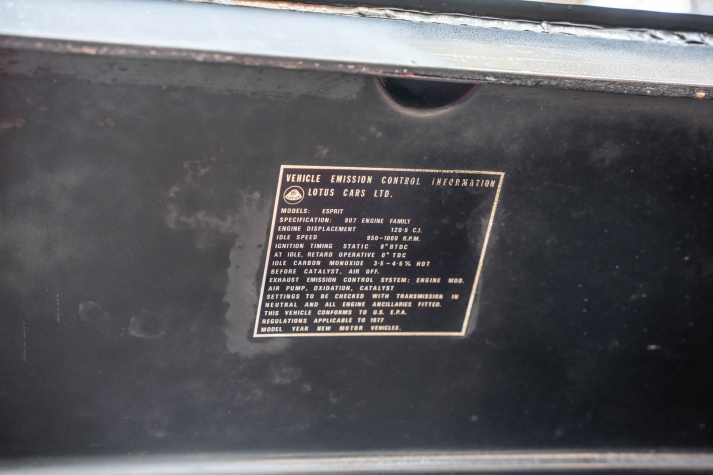 VEHICLE EMISSION CONTROL INFORMATION
LOTUS CARS LTD.
MODELS: ESPRIT
SPECIFICATION: 907 ENGINE FAMILY
ENGINE DISPLACEMENT 120·6 C.I.
IDLE SPEED 950-1000 R.P.M.
IGNITION TIMING STATIC 8° BTDC
AT IDLE, RETARD OPERATIVE 0° TDC
IDLE CARBON MONOXIDE 3·5-4·5% HOT
BEFORE CATALYST, AIR OFF.
EXHAUST EMISSION CONTROL SYSTEM: ENGINE MOD.
AIR PUMP, OXIDATION, CATALYST
SETTINGS TO BE CHECKED WITH TRANSMISSION IN
NEUTRAL AND ALL ENGINE ANCILLARIES FITTED.
THIS VEHICLE CONFORMS TO U.S. E.P.A.
REGULATIONS APPLICABLE TO 1977
MODEL YEAR NEW MOTOR VEHICLES.